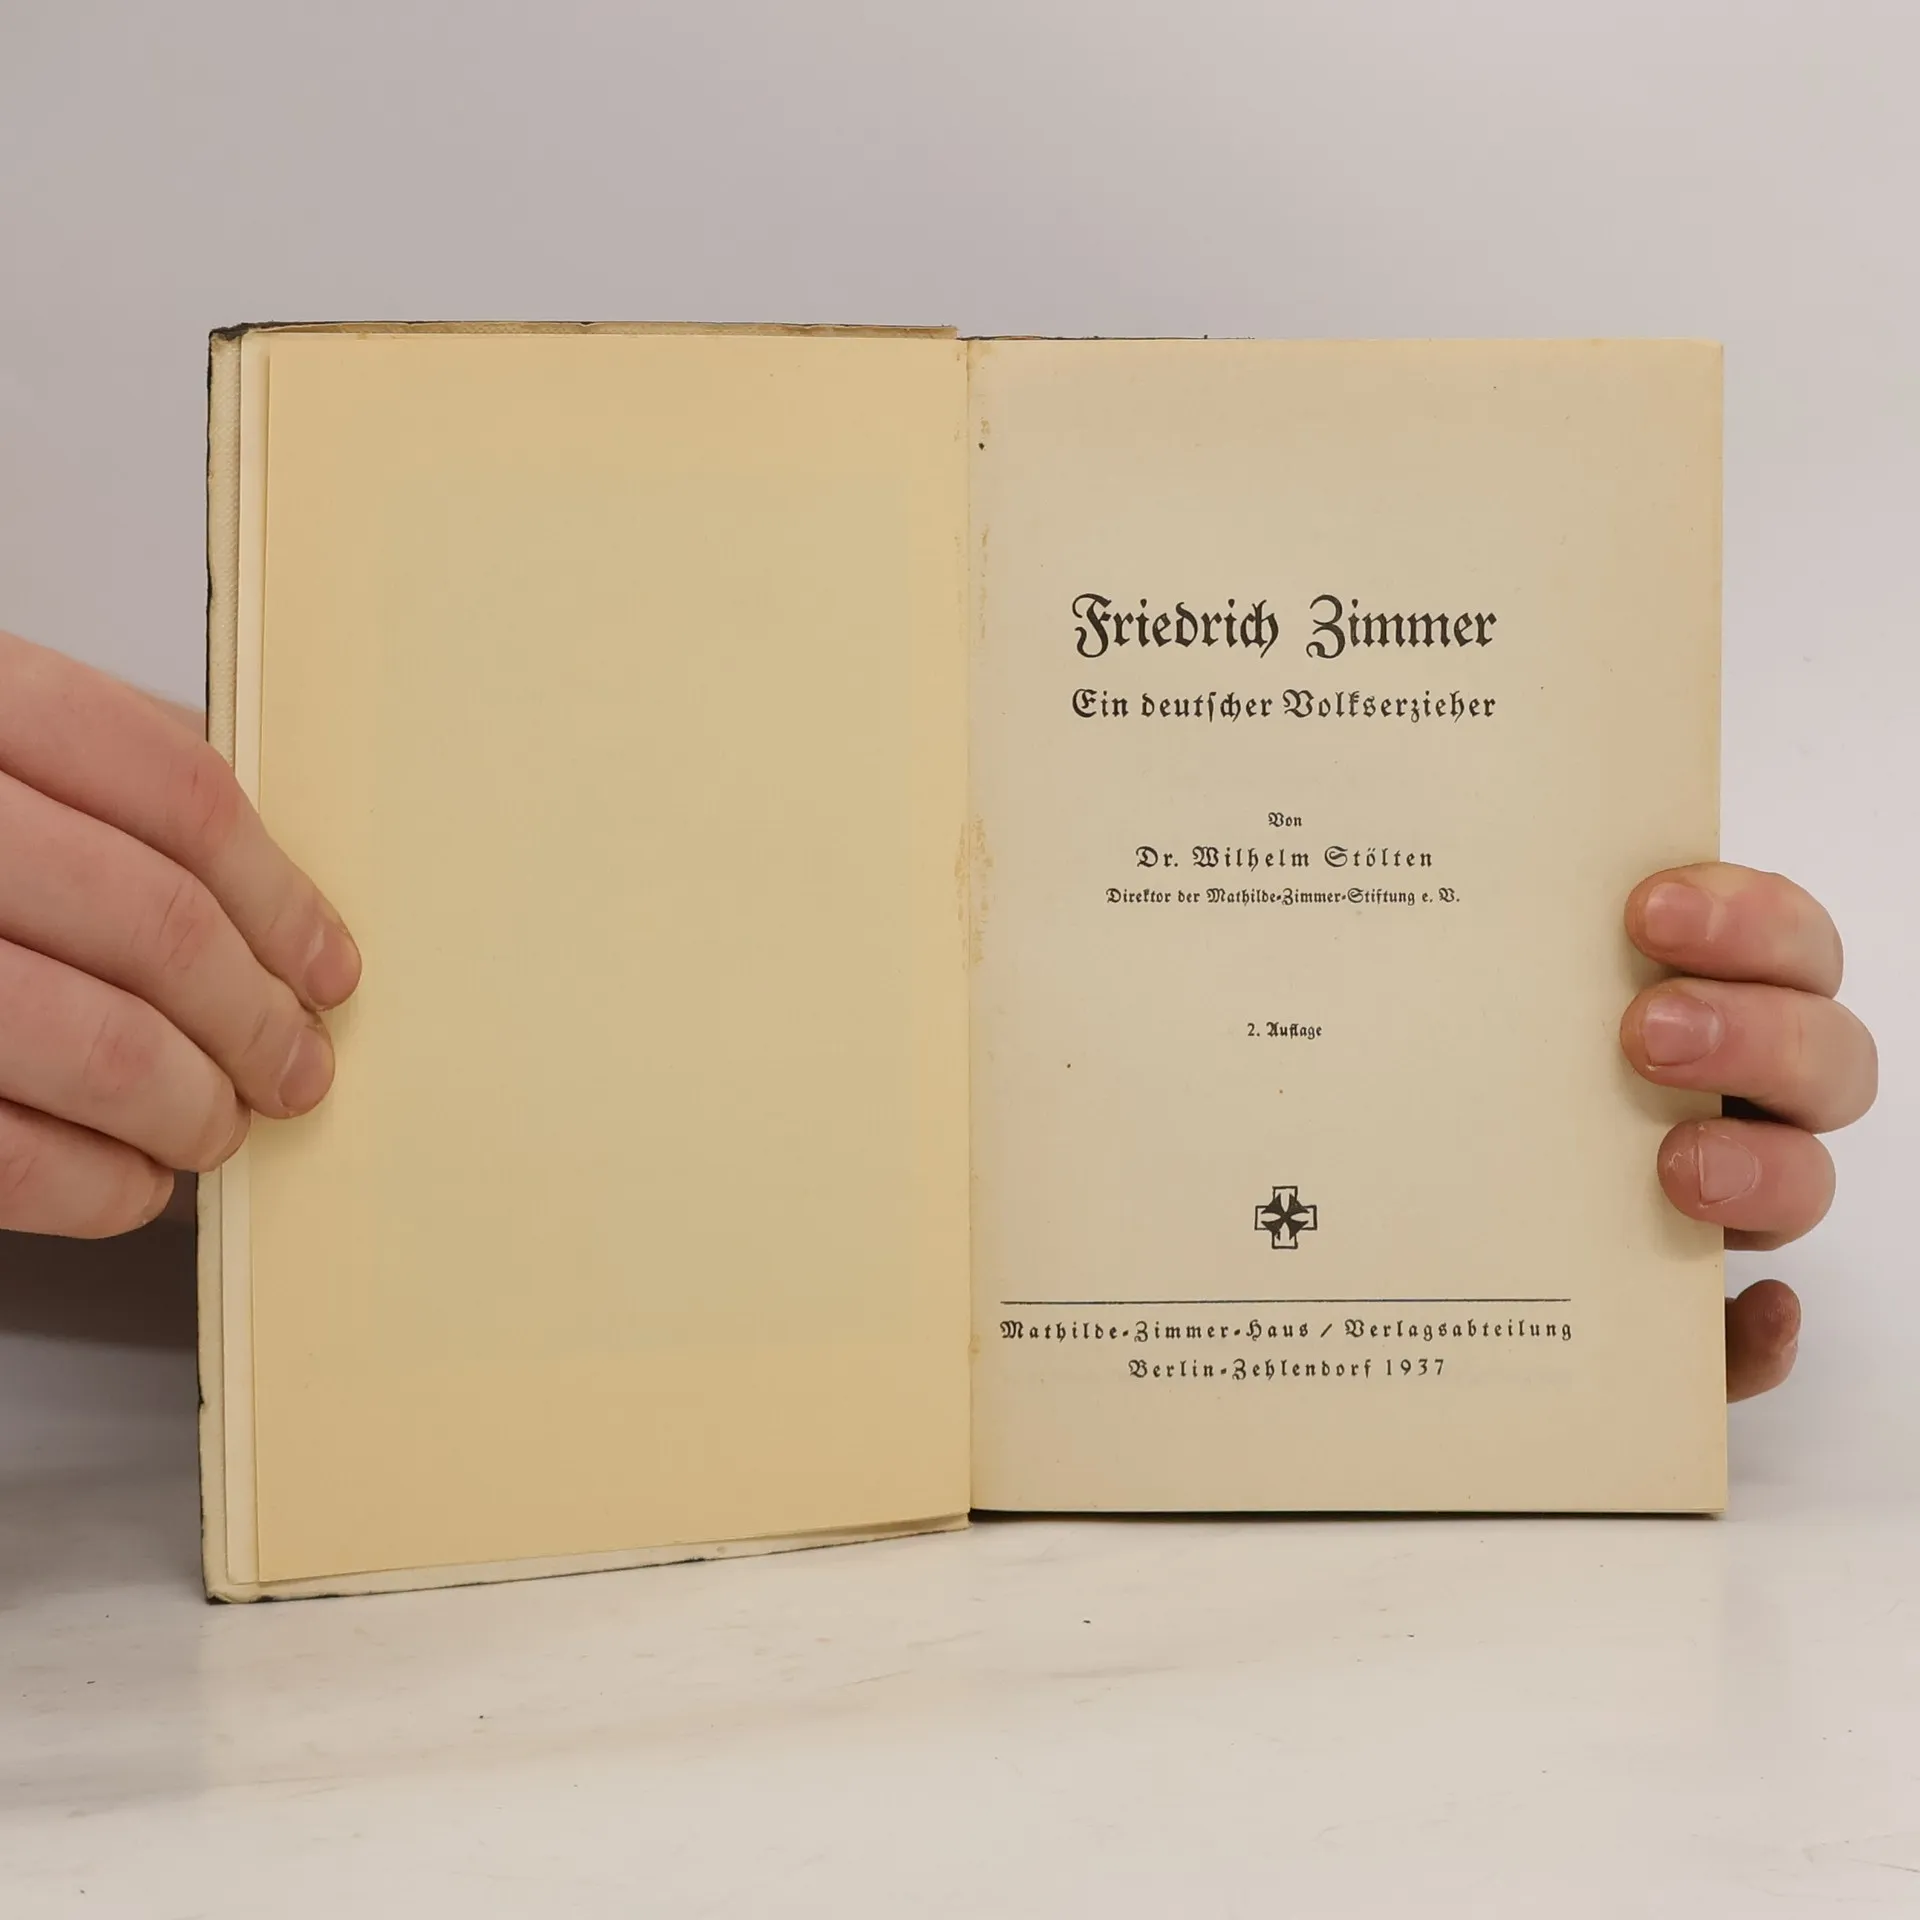 Friedrich Zimmer
Ein deutscher Volkserzieher
Von
Dr. Wilhelm Stölten
Direktor der Mathilde-Zimmer-Stiftung e. V.
2. Auflage
Mathilde-Zimmer-Haus / Verlagsabteilung
Berlin-Zehlendorf 1937